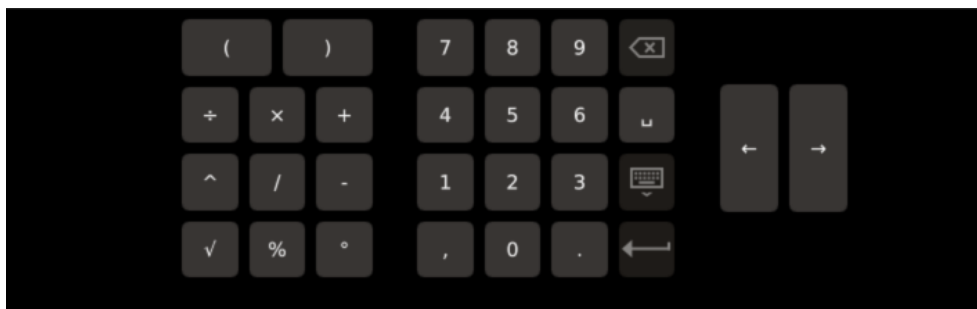 ( ) 7 8 9
÷ × + 4 5 6 ␣
← →
^ / - 1 2 3
√ % ° , 0 .